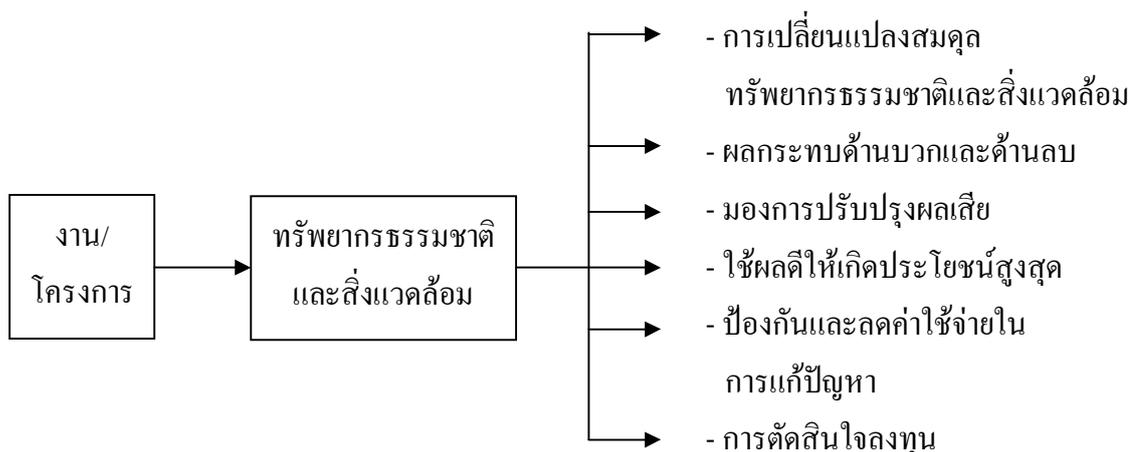 งาน/
โครงการ
ทรัพยากรธรรมชาติ
และสิ่งแวดล้อม
- การเปลี่ยนแปลงสมดุล
ทรัพยากรธรรมชาติและสิ่งแวดล้อม
- ผลกระทบด้านบวกและด้านลบ
- มองการปรับปรุงผลเสีย
- ใช้ผลดีให้เกิดประโยชน์สูงสุด
- ป้องกันและลดค่าใช้จ่ายใน
การแก้ปัญหา
- การตัดสินใจลงทุน